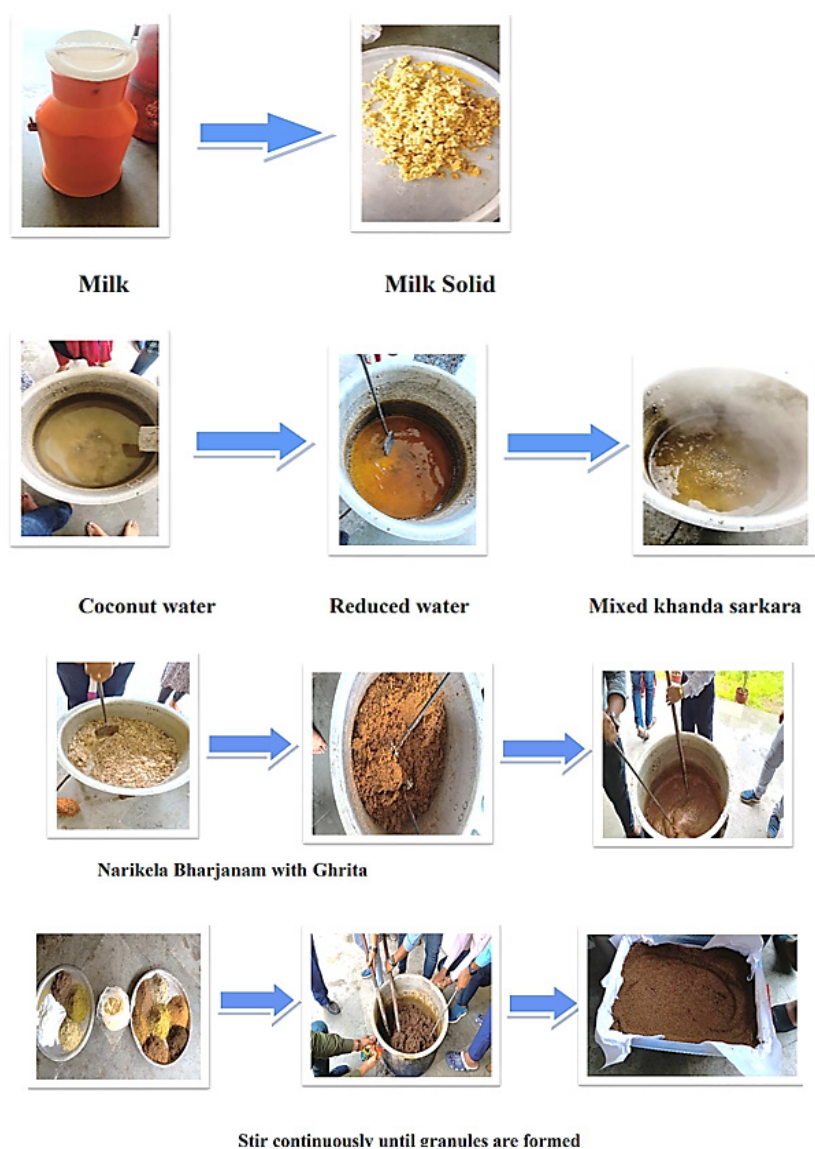 Milk
Milk Solid
Coconut water
Reduced water
Mixed khanda sarkara
Narikela Bharjanam with Ghrita
Stir continuously until granules are formed